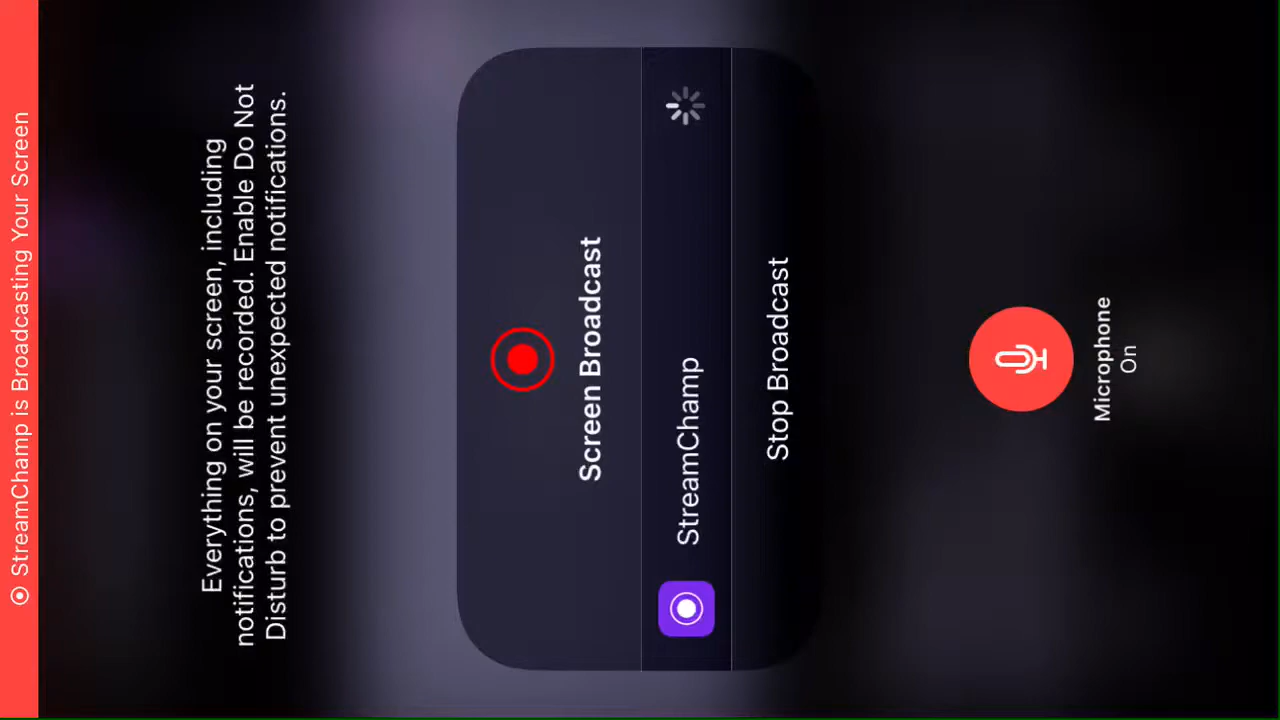 StreamChamp is Broadcasting Your Screen
Everything on your screen, including
notifications, will be recorded. Enable Do Not
Disturb to prevent unexpected notifications.
Screen Broadcast
StreamChamp
Stop Broadcast
Microphone
On